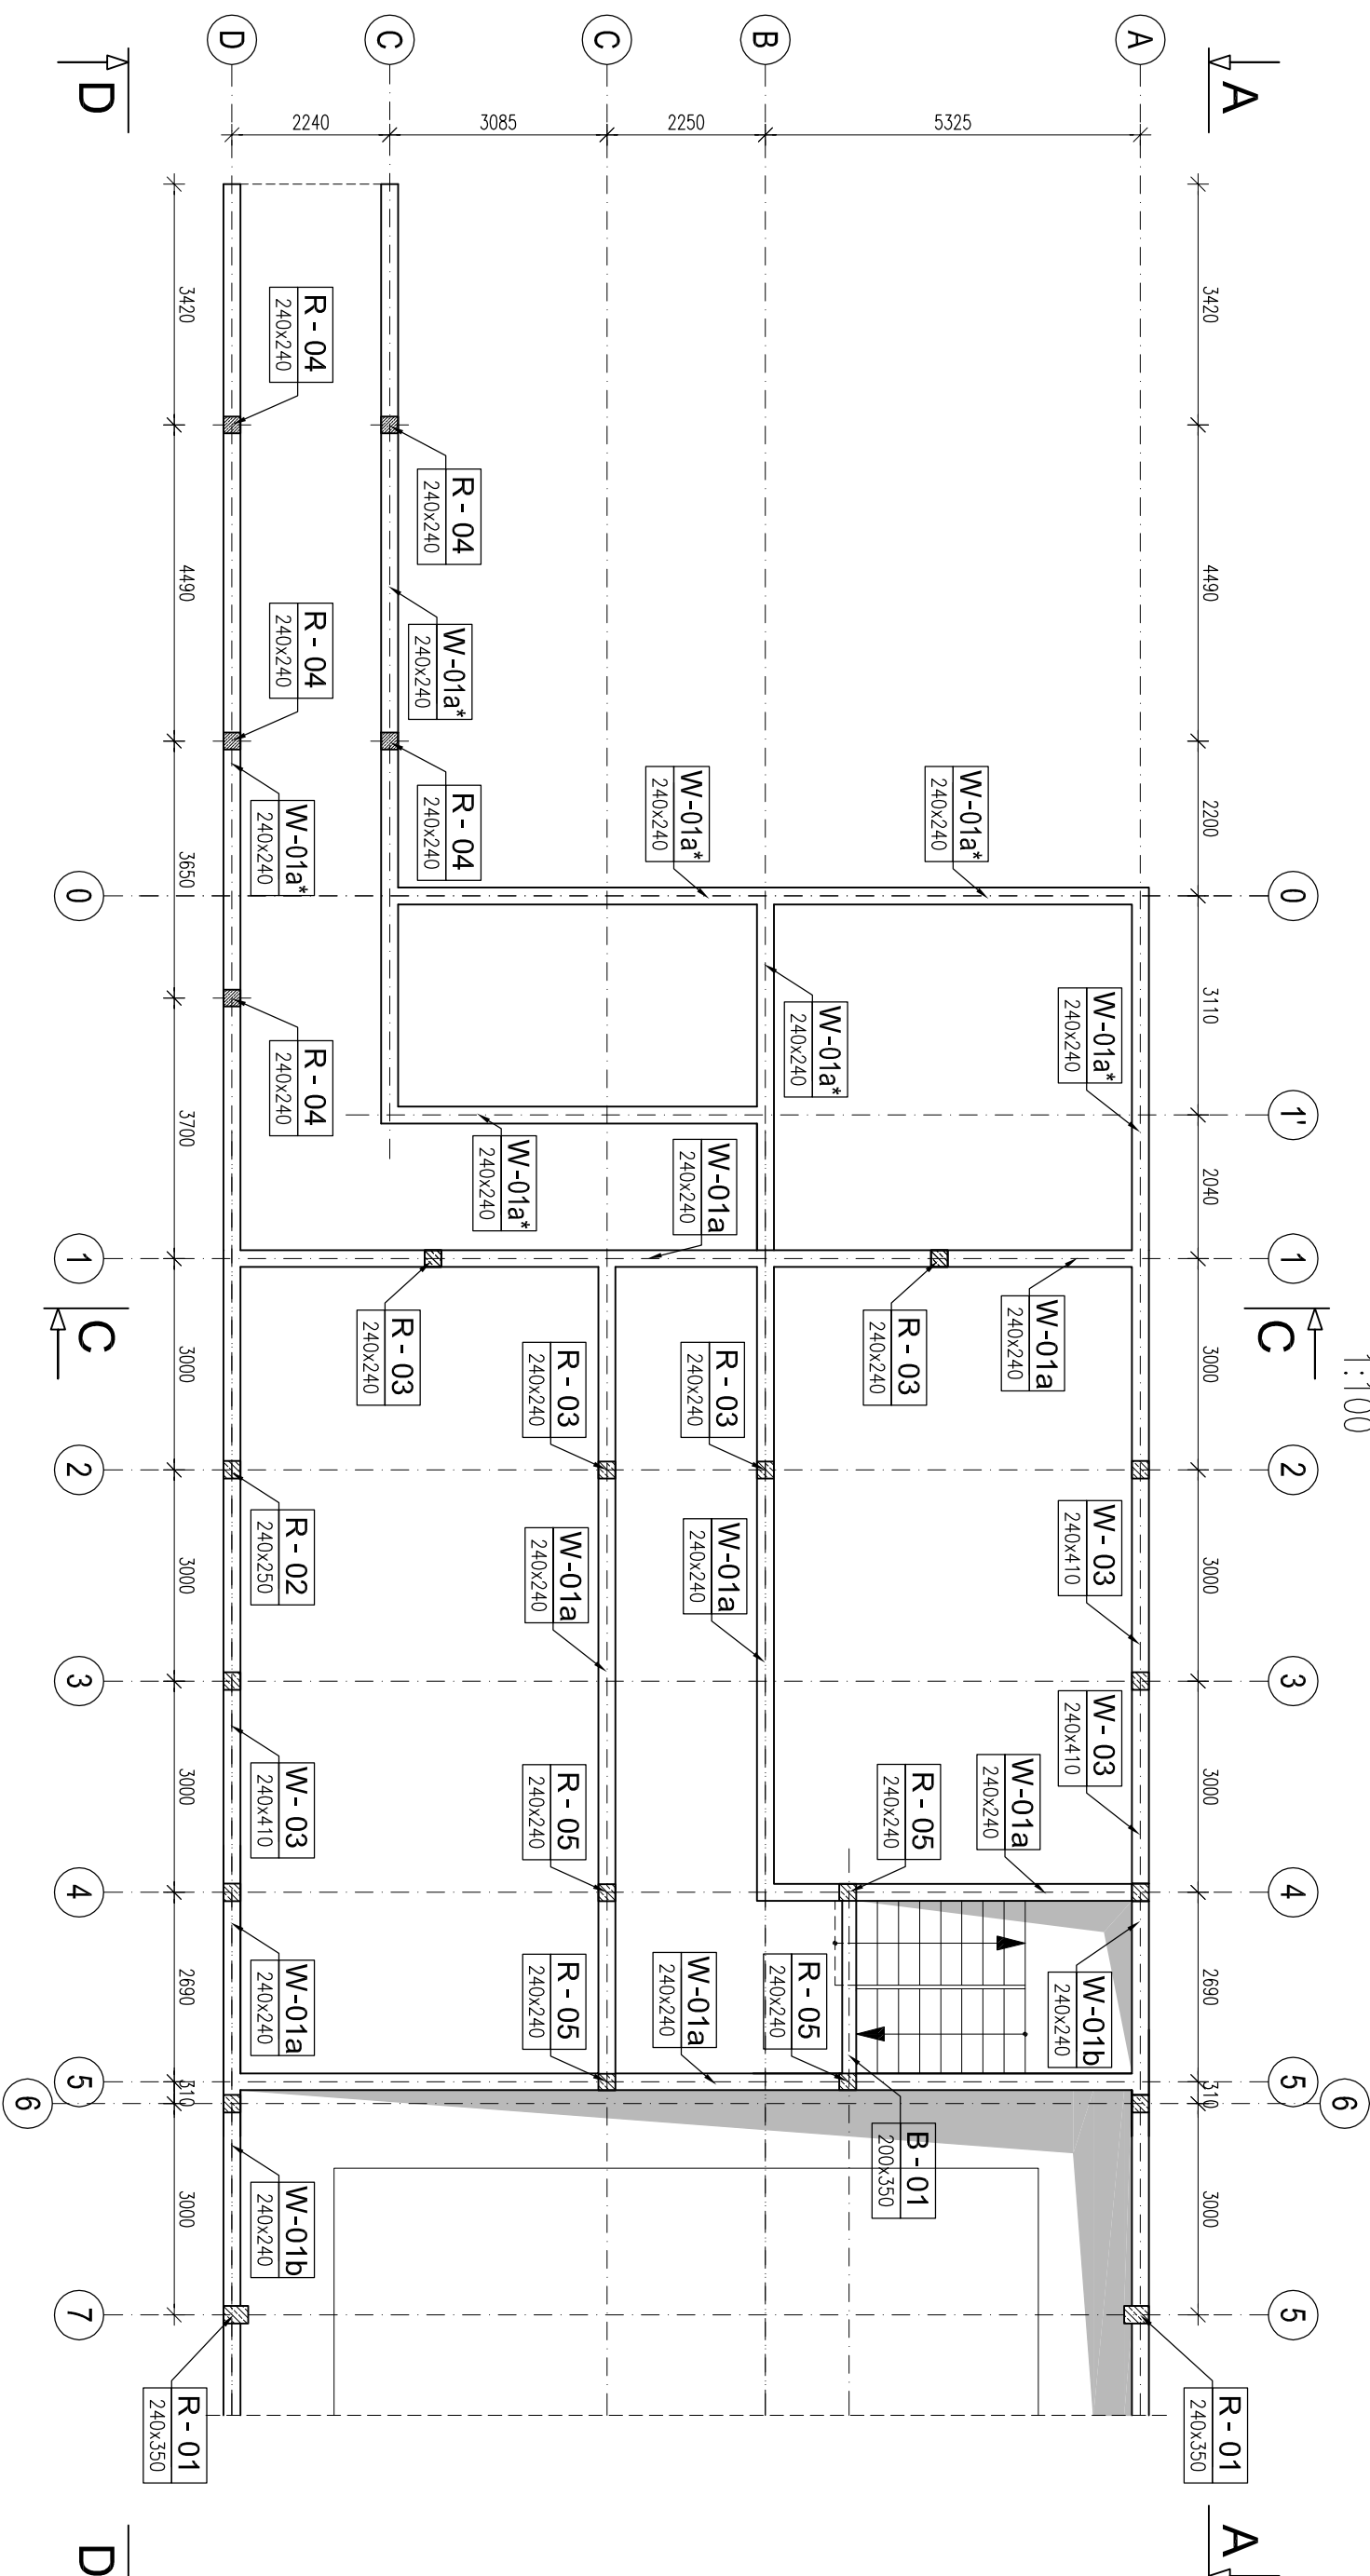 1:100
A
A
D
D
C
C
A
B
C
C
D
5325
2250
3085
2240
0
1'
1
2
3
4
5
6
5
3420
4490
2200
3110
2040
3000
3000
3000
2690
310
3000
R - 01
240x350
W-01a*
240x240
W-01a*
240x240
W-01a
240x240
R - 03
240x240
W- 03
240x410
W- 03
240x410
W-01a
240x240
R - 05
240x240
W-01b
240x240
R - 05
240x240
B - 01
200x350
W-01a*
240x240
W-01a*
240x240
W-01a
240x240
R - 03
240x240
W-01a
240x240
W-01a
240x240
R - 04
240x240
W-01a*
240x240
R - 04
240x240
W-01a*
240x240
R - 03
240x240
W-01a
240x240
R - 05
240x240
R - 05
240x240
R - 04
240x240
R - 04
240x240
W-01a*
240x240
R - 04
240x240
R - 03
240x240
R - 02
240x250
W- 03
240x410
W-01a
240x240
W-01b
240x240
R - 01
240x350
3420
4490
3650
3700
3000
3000
3000
2690
310
3000
0
1
2
3
4
5
6
7